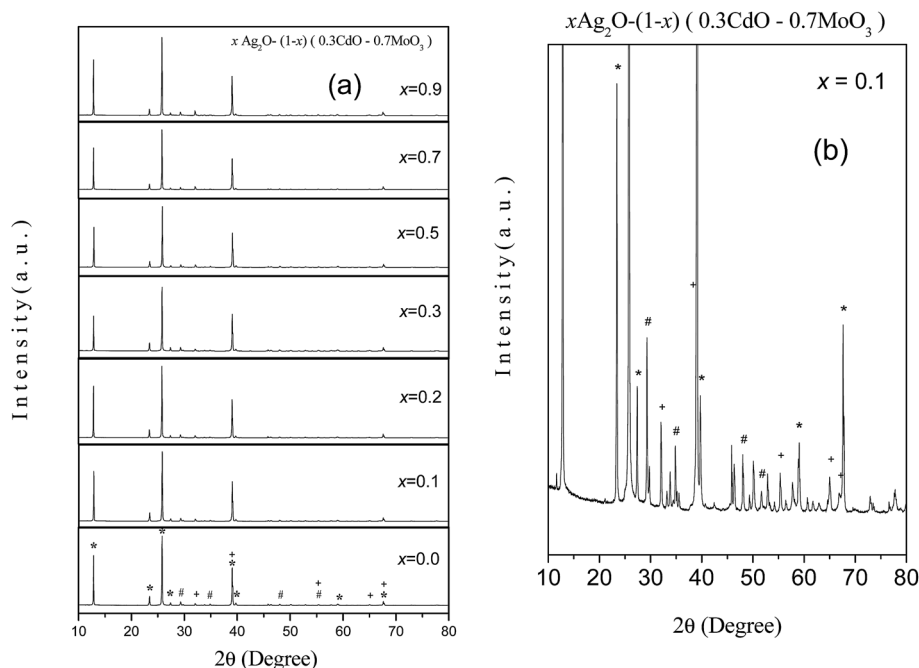 x Ag₂O- (1-x) ( 0.3CdO - 0.7MoO₃ )
(a)
x=0.9
x=0.7
x=0.5
x=0.3
x=0.2
x=0.1
x=0.0
* * * * # + # + * * # + # * + + *
10 20 30 40 50 60 70 80
2θ (Degree)
Intensity (a.u.)
xAg₂O-(1-x) ( 0.3CdO - 0.7MoO₃ )
x = 0.1
(b)
* * # + # + * # # + * + + *
10 20 30 40 50 60 70 80
2θ (Degree)
Intensity (a.u.)